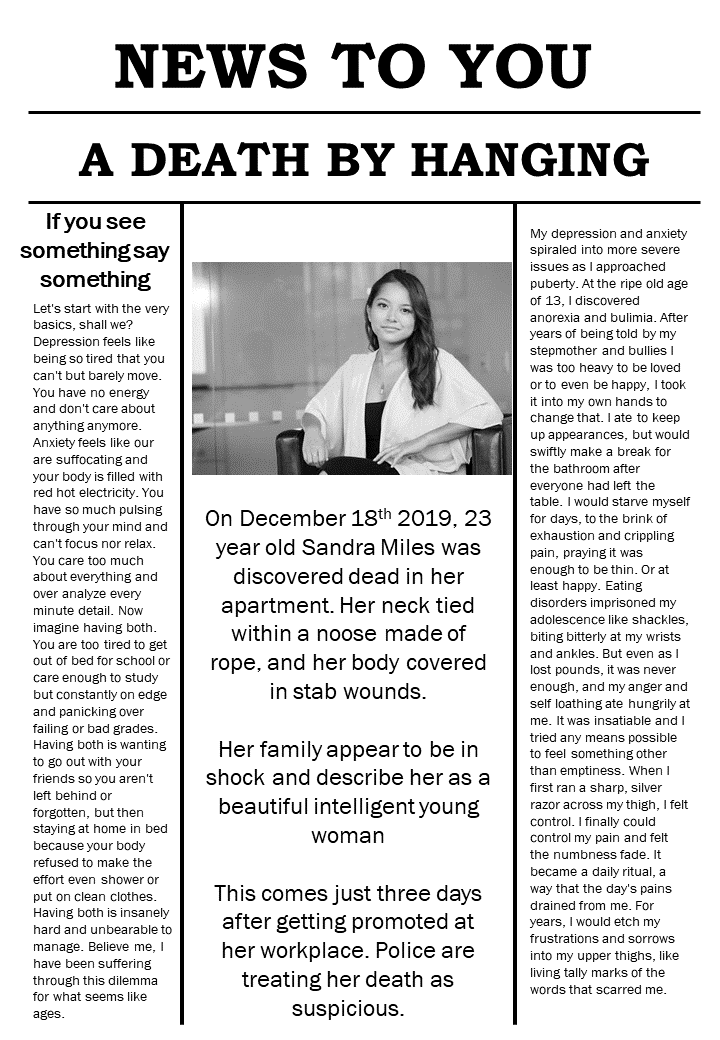 NEWS TO YOU
A DEATH BY HANGING
If you see
something say
something
Let's start with the very
basics, shall we?
Depression feels like
being so tired that you
can't but barely move.
You have no energy
and don't care about
anything anymore.
Anxiety feels like our
are suffocating and
your body is filled with
red hot electricity. You
have so much pulsing
through your mind and
can't focus nor relax.
You care too much
about everything and
over analyze every
minute detail. Now
imagine having both.
You are too tired to get
out of bed for school or
care enough to study
but constantly on edge
and panicking over
failing or bad grades.
Having both is wanting
to go out with your
friends so you aren't
left behind or
forgotten, but then
staying at home in bed
because your body
refused to make the
effort even shower or
put on clean clothes.
Having both is insanely
hard and unbearable to
manage. Believe me, I
have been suffering
through this dilemma
for what seems like
ages.
On December 18th 2019, 23
year old Sandra Miles was
discovered dead in her
apartment. Her neck tied
within a noose made of
rope, and her body covered
in stab wounds.
Her family appear to be in
shock and describe her as a
beautiful intelligent young
woman
This comes just three days
after getting promoted at
her workplace. Police are
treating her death as
suspicious.
My depression and anxiety
spiraled into more severe
issues as I approached
puberty. At the ripe old age
of 13, I discovered
anorexia and bulimia. After
years of being told by my
stepmother and bullies I
was too heavy to be loved
or to even be happy, I took
it into my own hands to
change that. I ate to keep
up appearances, but would
swiftly make a break for
the bathroom after
everyone had left the
table. I would starve myself
for days, to the brink of
exhaustion and crippling
pain, praying it was
enough to be thin. Or at
least happy. Eating
disorders imprisoned my
adolescence like shackles,
biting bitterly at my wrists
and ankles. But even as I
lost pounds, it was never
enough, and my anger and
self loathing ate hungrily at
me. It was insatiable and I
tried any means possible
to feel something other
than emptiness. When I
first ran a sharp, silver
razor across my thigh, I felt
control. I finally could
control my pain and felt
the numbness fade. It
became a daily ritual, a
way that the day's pains
drained from me. For
years, I would etch my
frustrations and sorrows
into my upper thighs, like
living tally marks of the
words that scarred me.